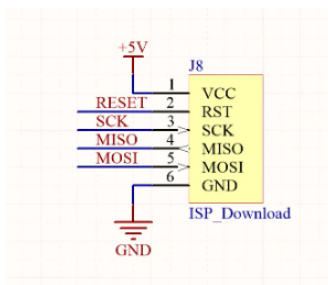 +5V
J8
1 VCC
RESET 2 RST
SCK 3 SCK
MISO 4 MISO
MOSI 5 MOSI
6 GND
ISP_Download
GND